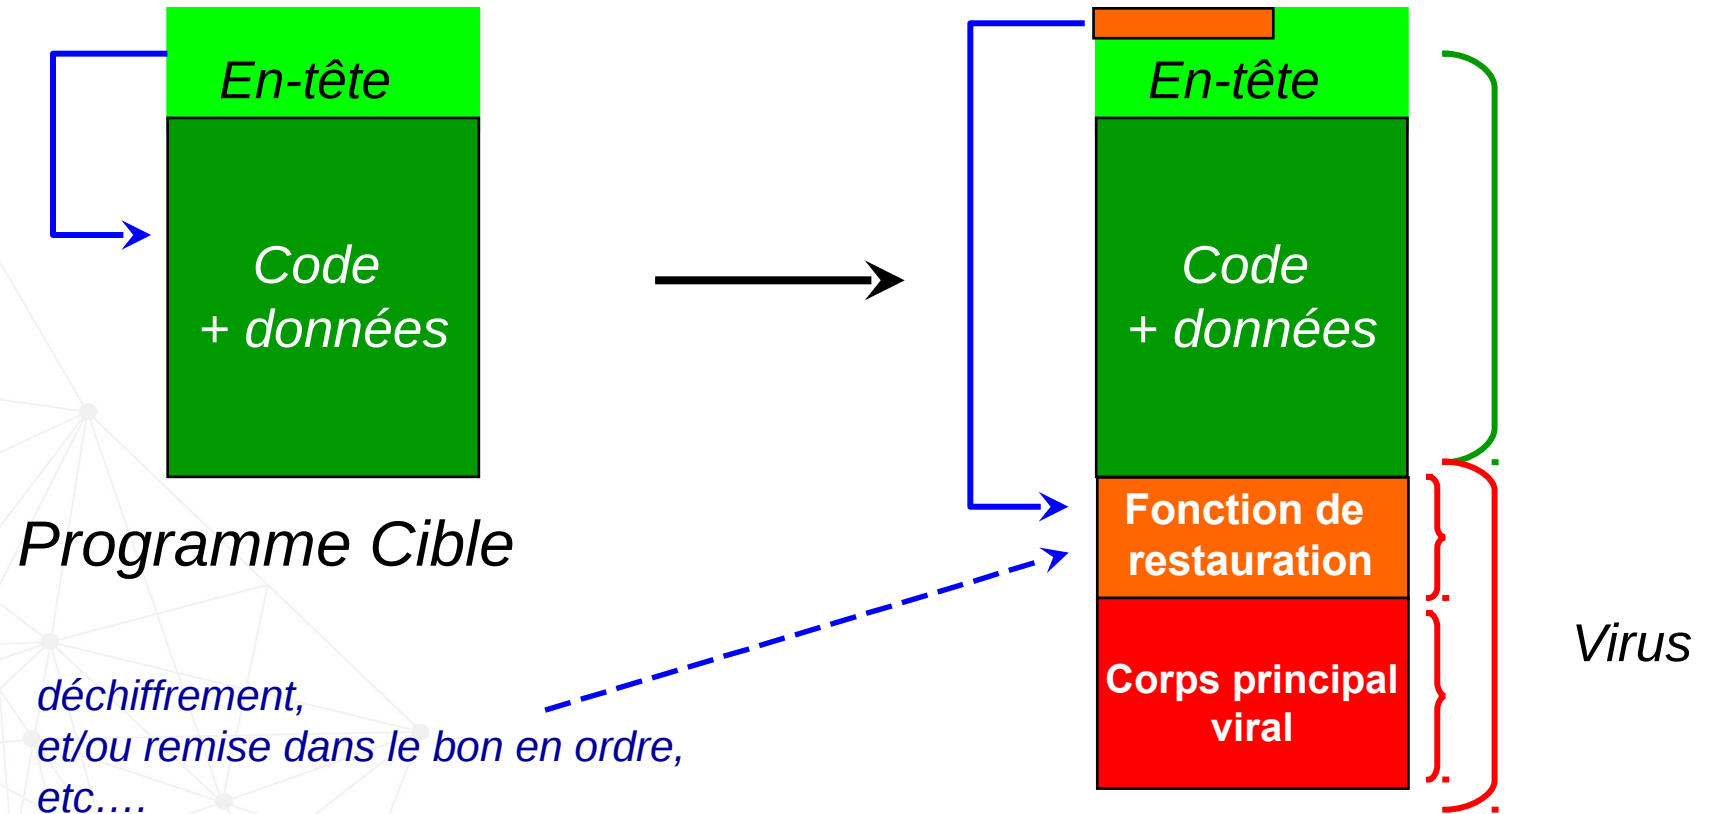 En-tête
Code
+ données
Programme Cible
déchiffrement,
et/ou remise dans le bon en ordre,
etc....
En-tête
Code
+ données
Fonction de
restauration
Corps principal
viral
Virus